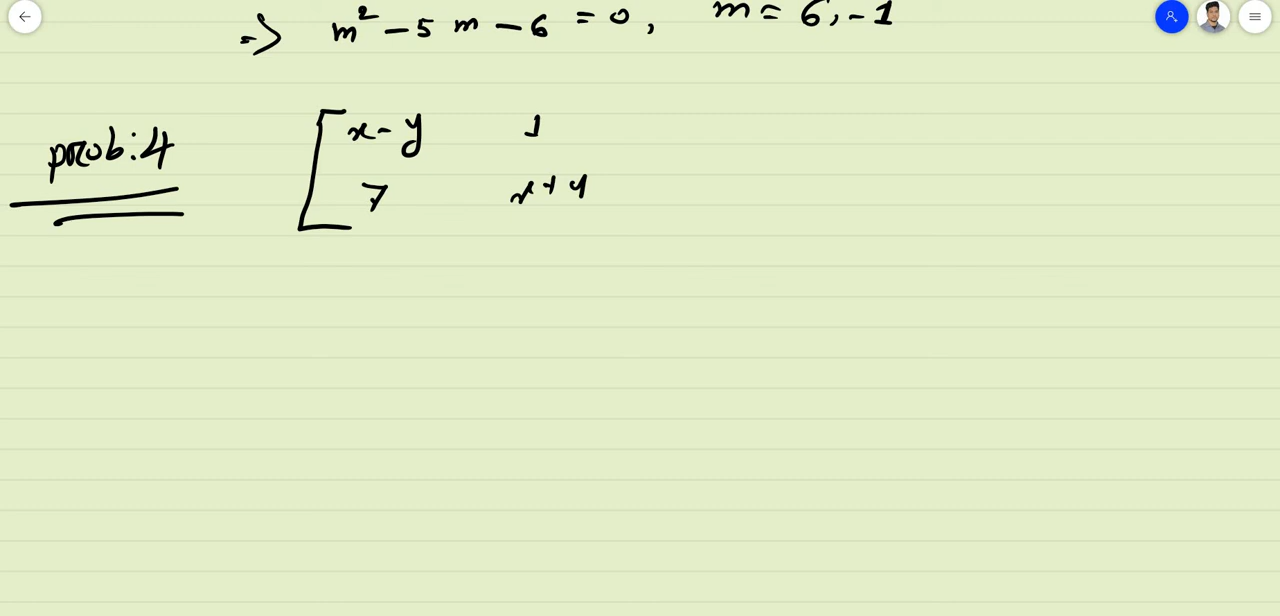 => m² - 5 m - 6 = 0, m = 6, -1
prob: 4
x - y 1
7 x + y